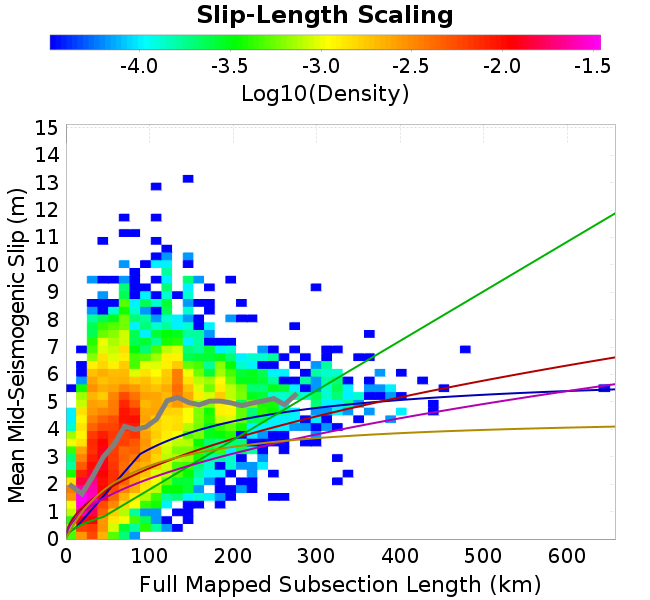 Slip-Length Scaling
-4.0 -3.5 -3.0 -2.5 -2.0 -1.5
Log10(Density)
Mean Mid-Seismogenic Slip (m)
15
14
13
12
11
10
9
8
7
6
5
4
3
2
1
0
0 100 200 300 400 500 600
Full Mapped Subsection Length (km)